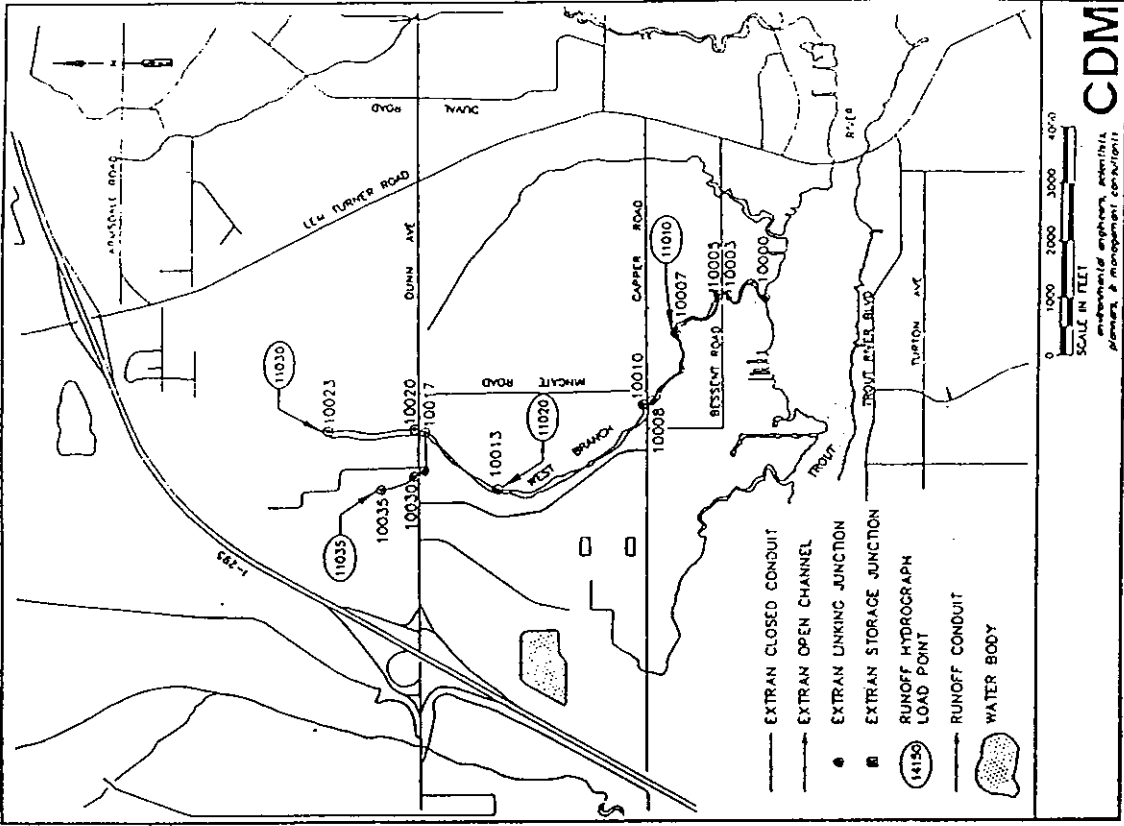 N
ROAD
DUVAL
LEM TURNER ROAD
I-295
DUNN AVE
11030
10023
10020
10017
10035
11035
10030
ROAD
10013
11020
WEST BRANCH
CAPPER ROAD
10010
10008
11010
10007
BESSENT ROAD
10005
10003
10000
TROUT
RIVER
TROUT RIVER BLVD
TURTON AVE
EXTRAN CLOSED CONDUIT
EXTRAN OPEN CHANNEL
EXTRAN LINKING JUNCTION
EXTRAN STORAGE JUNCTION
14150
RUNOFF HYDROGRAPH
LOAD POINT
RUNOFF CONDUIT
WATER BODY
0 1000 2000 3000 4000
SCALE IN FEET
CDM
environmental engineers, scientists,
planners, & management consultants